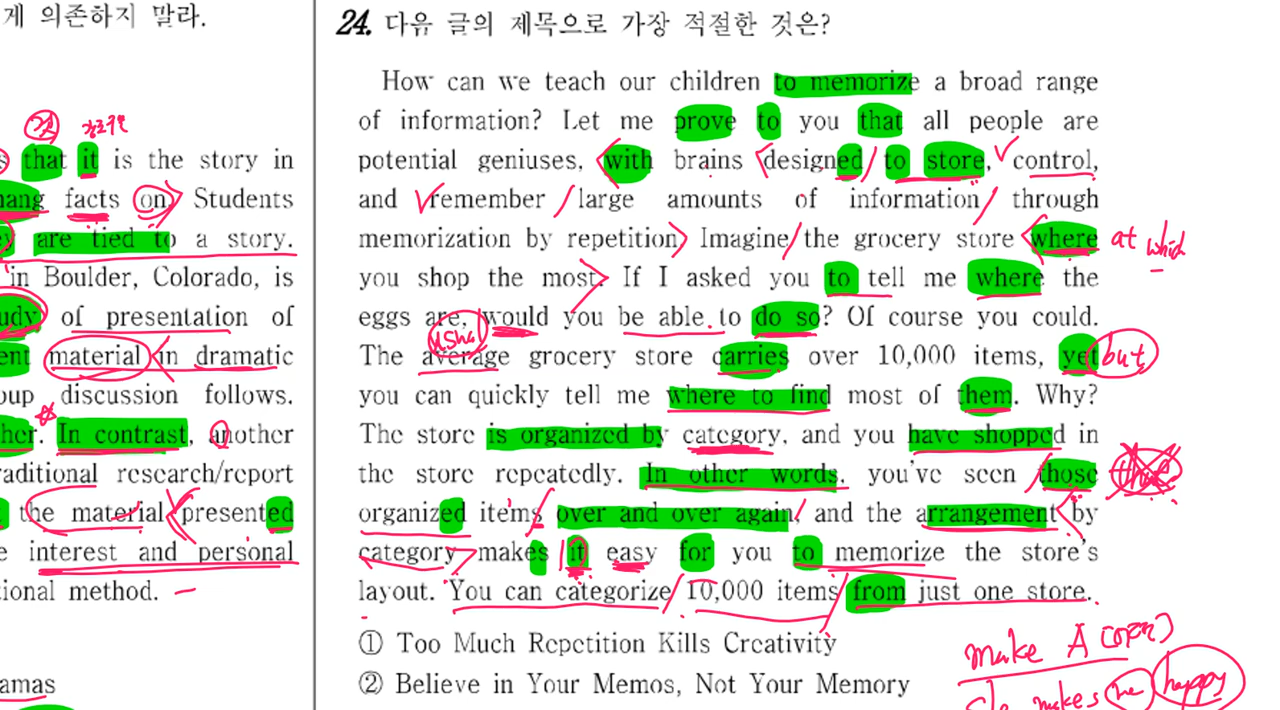 게 의존하지 말라.
that it is the story in
facts on Students
are tied to a story.
in Boulder, Colorado, is
of presentation of
material in dramatic
discussion follows.
In contrast, another
research/report
the material presented
interest and personal
method.
24. 다음 글의 제목으로 가장 적절한 것은?
How can we teach our children to memorize a broad range
of information? Let me prove to you that all people are
potential geniuses, with brains designed to store, control,
and remember large amounts of information through
memorization by repetition. Imagine the grocery store where at which
you shop the most. If I asked you to tell me where the
eggs are, would you be able to do so? Of course you could.
The average grocery store carries over 10,000 items, yet but
you can quickly tell me where to find most of them. Why?
The store is organized by category, and you have shopped in
the store repeatedly. In other words, you've seen those
organized items over and over again, and the arrangement by
category makes it easy for you to memorize the store's
layout. You can categorize 10,000 items from just one store.
① Too Much Repetition Kills Creativity
② Believe in Your Memos, Not Your Memory
make A
makes me happy